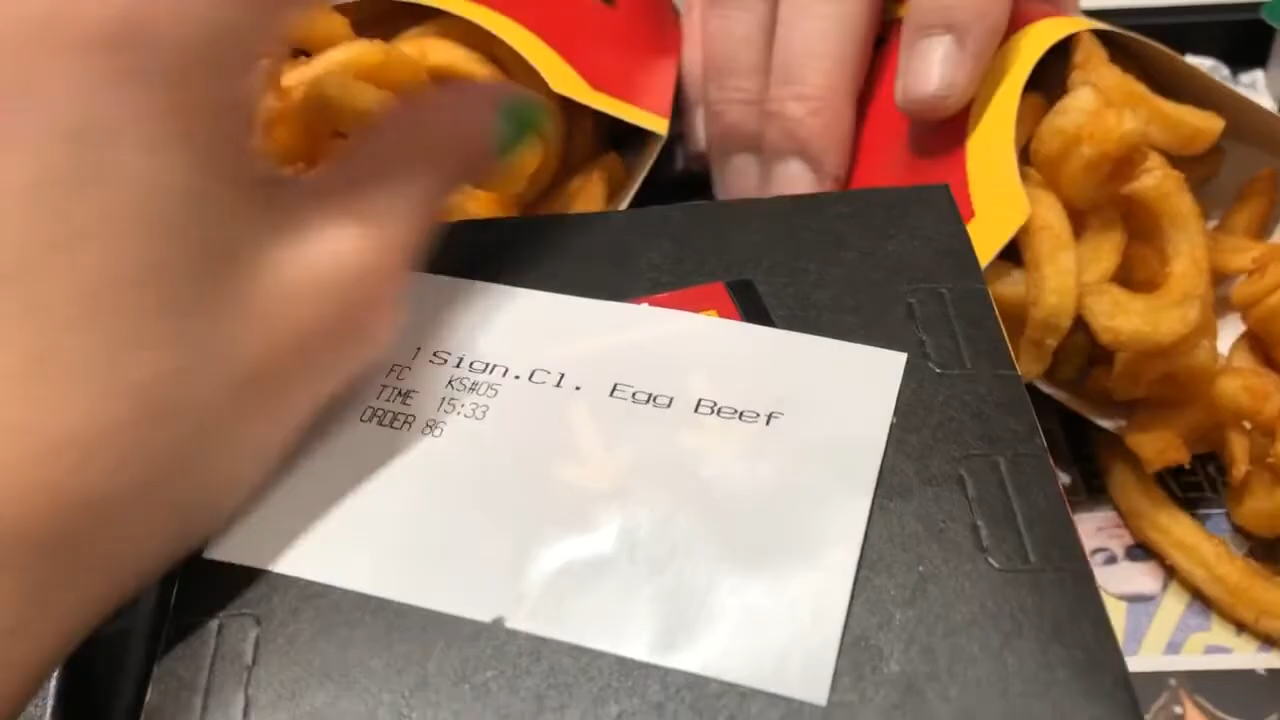 1 Sign.Cl. Egg Beef
FC KS#05
TIME 15:33
ORDER 86